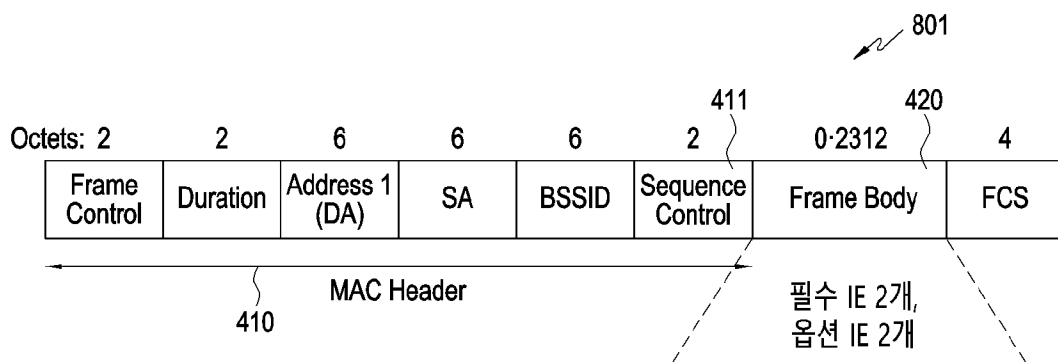 801
411
420
Octets: 2 2 6 6 6 2 0·2312 4
Frame Control Duration Address 1 (DA) SA BSSID Sequence Control Frame Body FCS
MAC Header
410
필수 IE 2개,
옵션 IE 2개